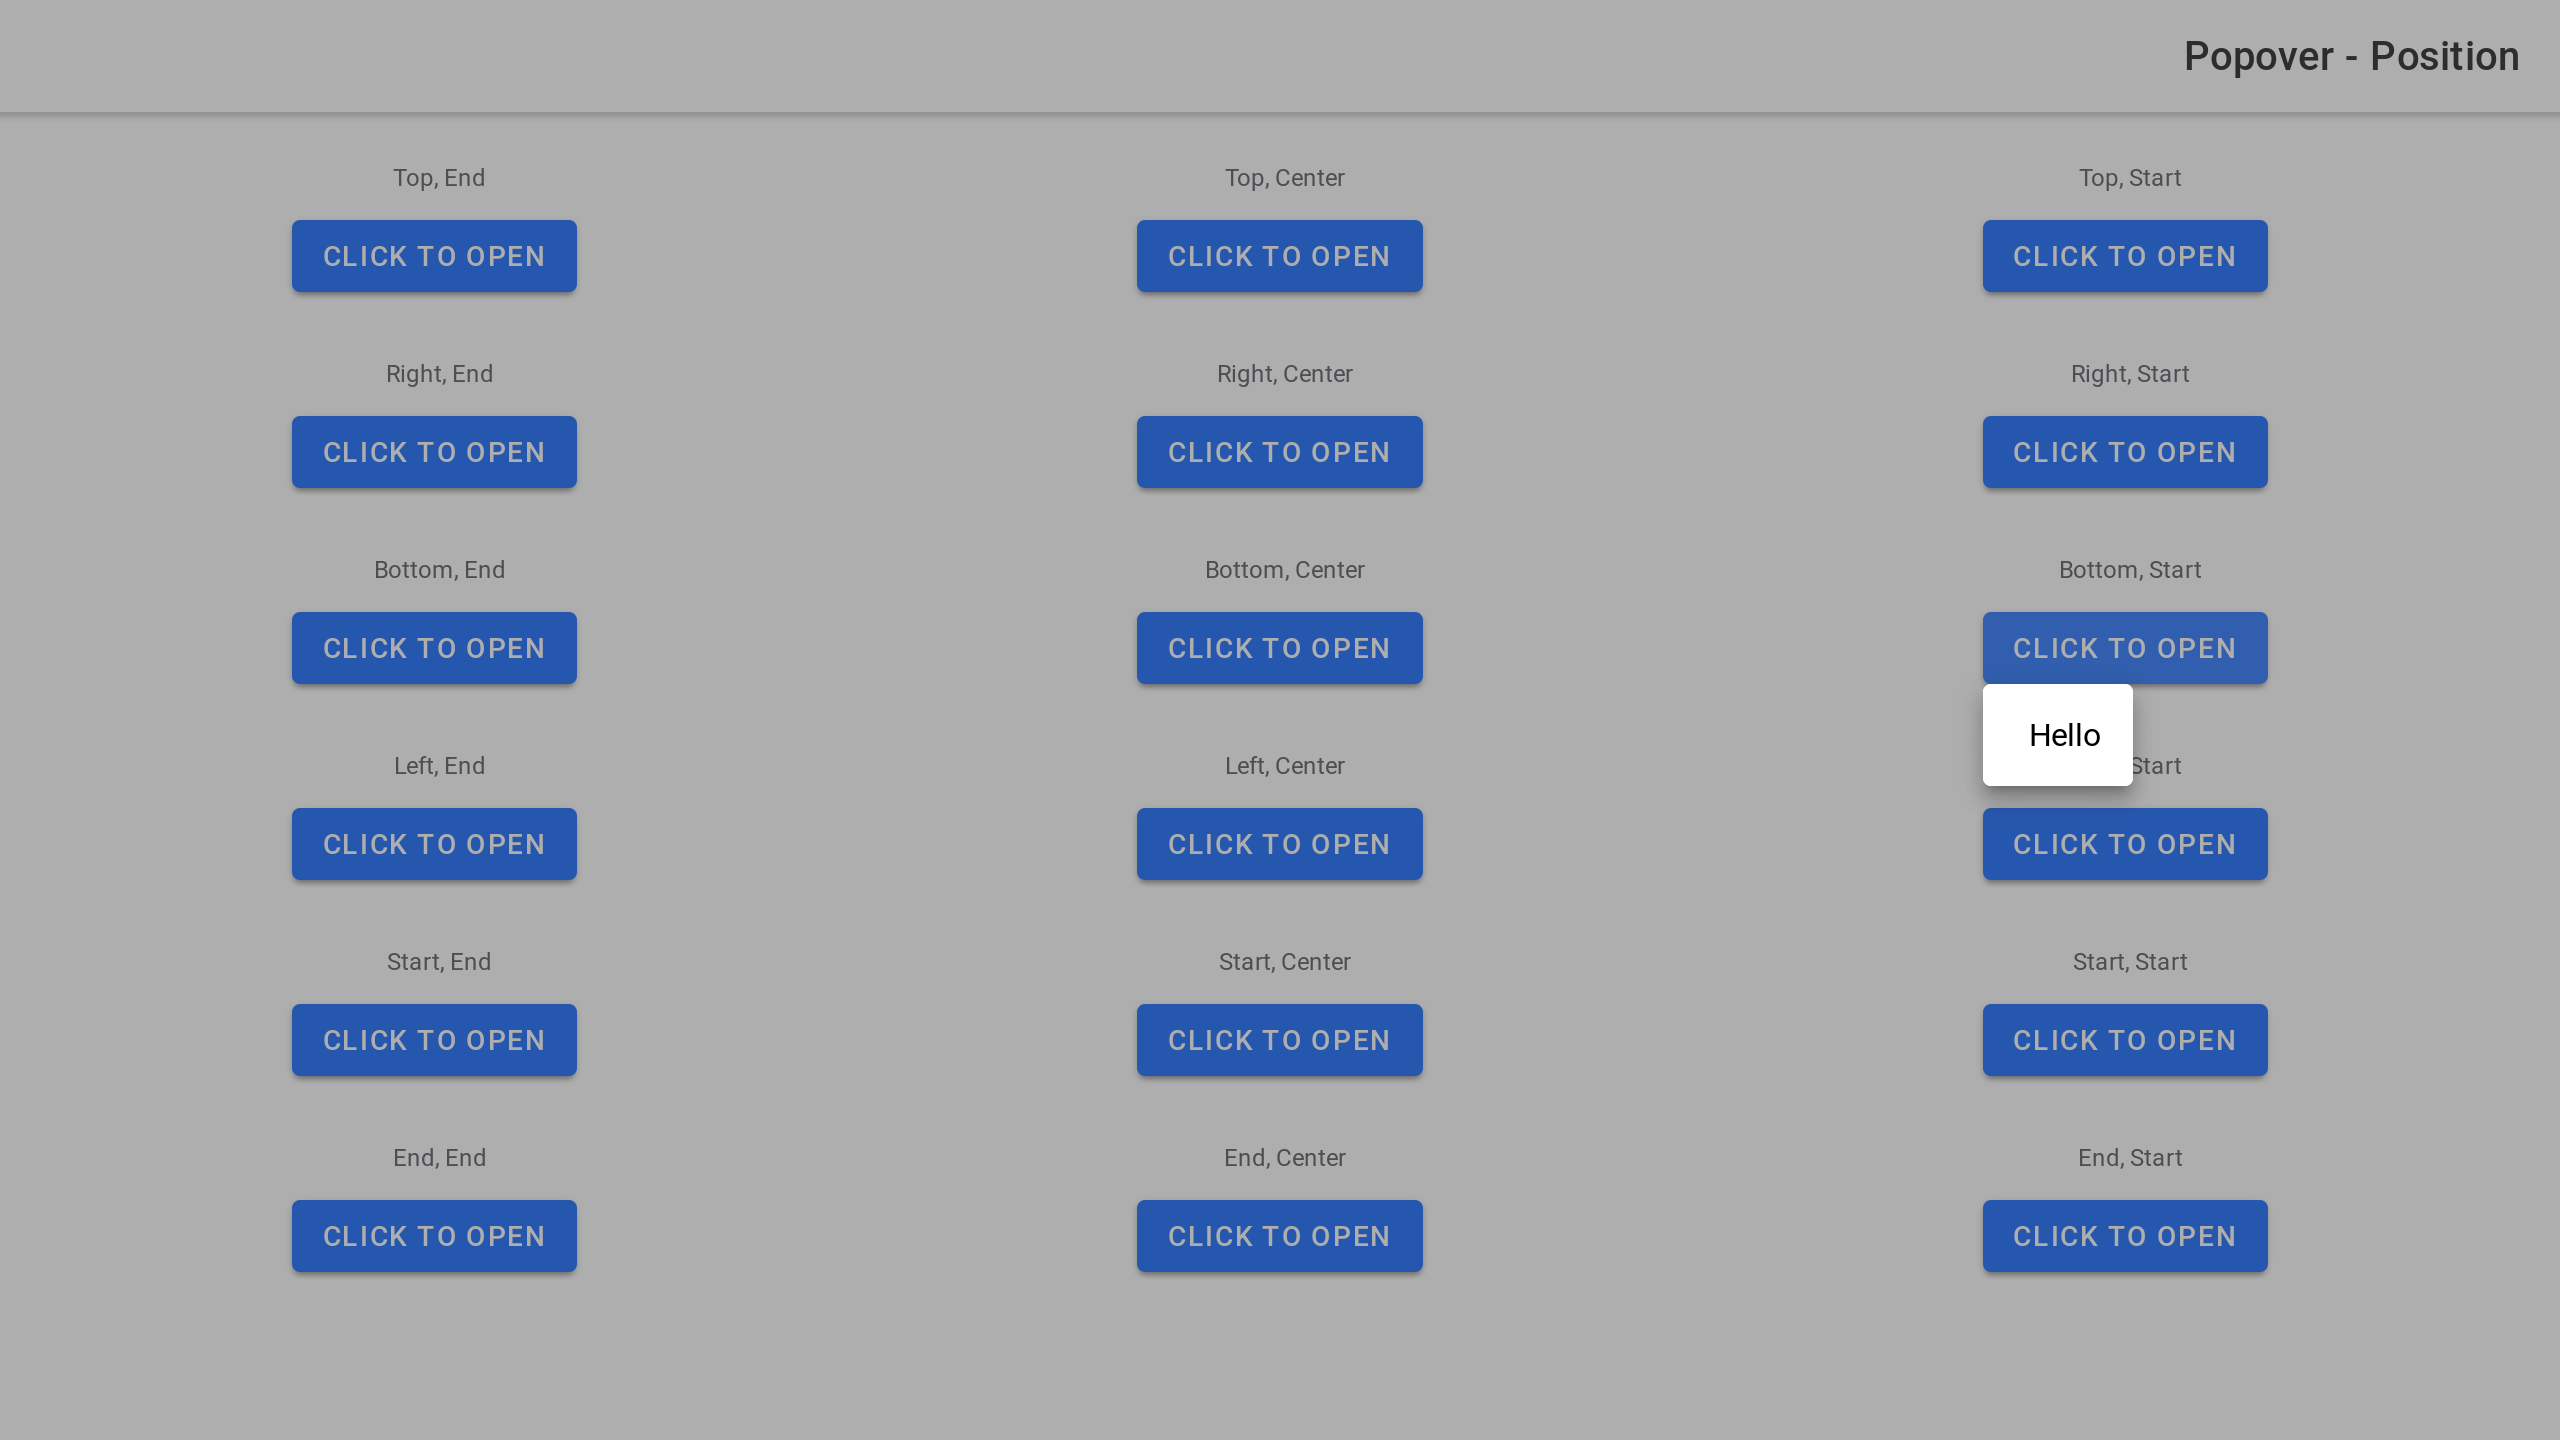 Popover - Position
Top, End
Top, Center
Top, Start
CLICK TO OPEN
CLICK TO OPEN
CLICK TO OPEN
Right, End
Right, Center
Right, Start
CLICK TO OPEN
CLICK TO OPEN
CLICK TO OPEN
Bottom, End
Bottom, Center
Bottom, Start
CLICK TO OPEN
CLICK TO OPEN
CLICK TO OPEN
Hello
Left, End
Left, Center
Start
CLICK TO OPEN
CLICK TO OPEN
CLICK TO OPEN
Start, End
Start, Center
Start, Start
CLICK TO OPEN
CLICK TO OPEN
CLICK TO OPEN
End, End
End, Center
End, Start
CLICK TO OPEN
CLICK TO OPEN
CLICK TO OPEN